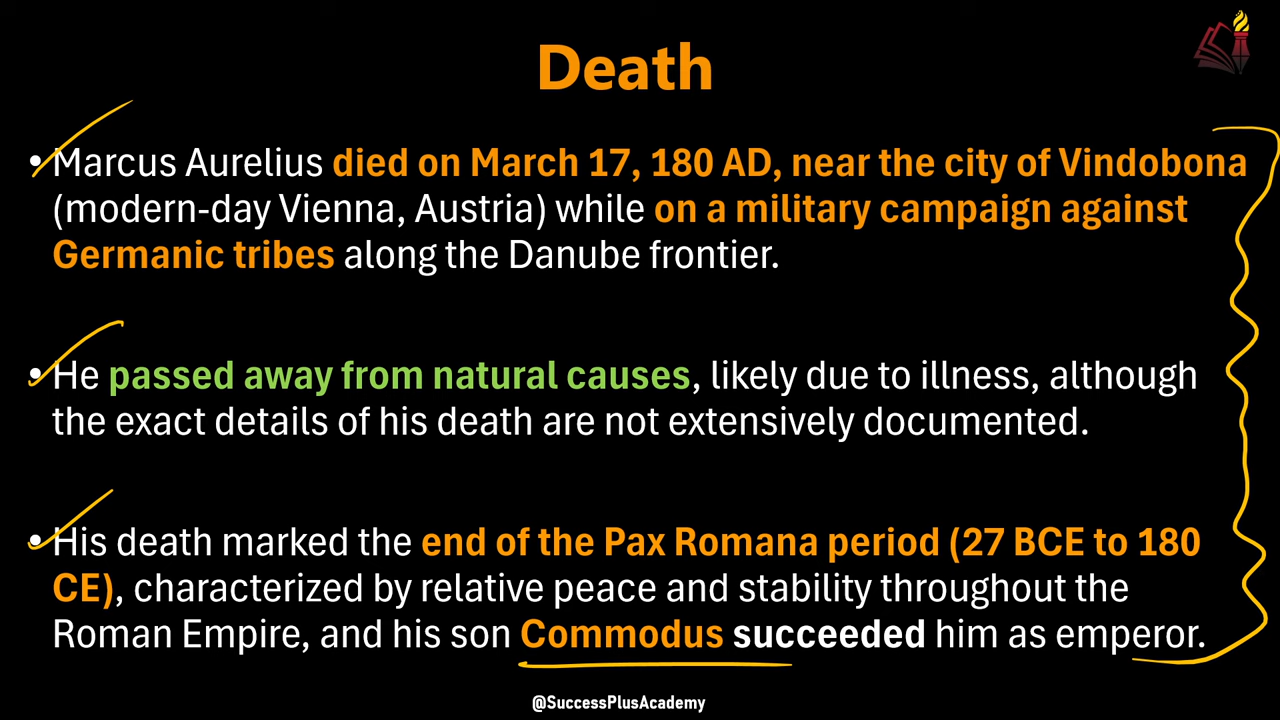 Death
• Marcus Aurelius died on March 17, 180 AD, near the city of Vindobona
(modern-day Vienna, Austria) while on a military campaign against
Germanic tribes along the Danube frontier.
• He passed away from natural causes, likely due to illness, although
the exact details of his death are not extensively documented.
• His death marked the end of the Pax Romana period (27 BCE to 180
CE), characterized by relative peace and stability throughout the
Roman Empire, and his son Commodus succeeded him as emperor.
@SuccessPlusAcademy